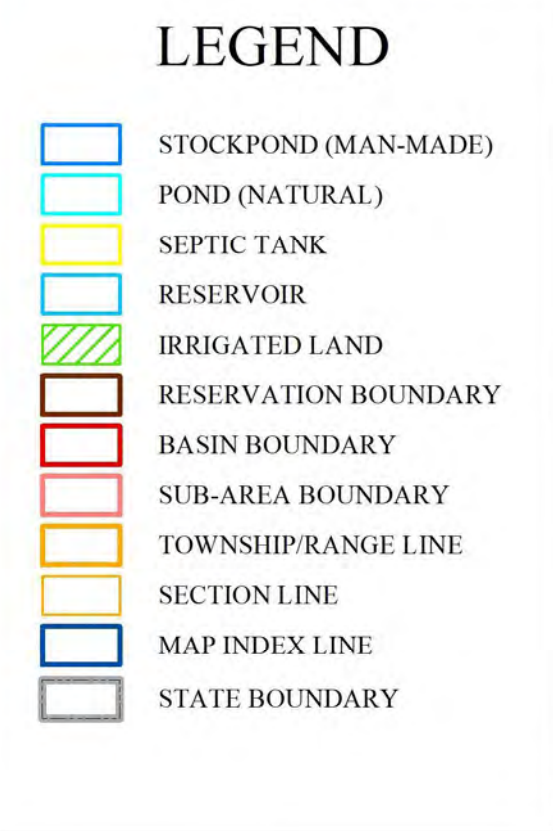 LEGEND
STOCKPOND (MAN-MADE)
POND (NATURAL)
SEPTIC TANK
RESERVOIR
IRRIGATED LAND
RESERVATION BOUNDARY
BASIN BOUNDARY
SUB-AREA BOUNDARY
TOWNSHIP/RANGE LINE
SECTION LINE
MAP INDEX LINE
STATE BOUNDARY